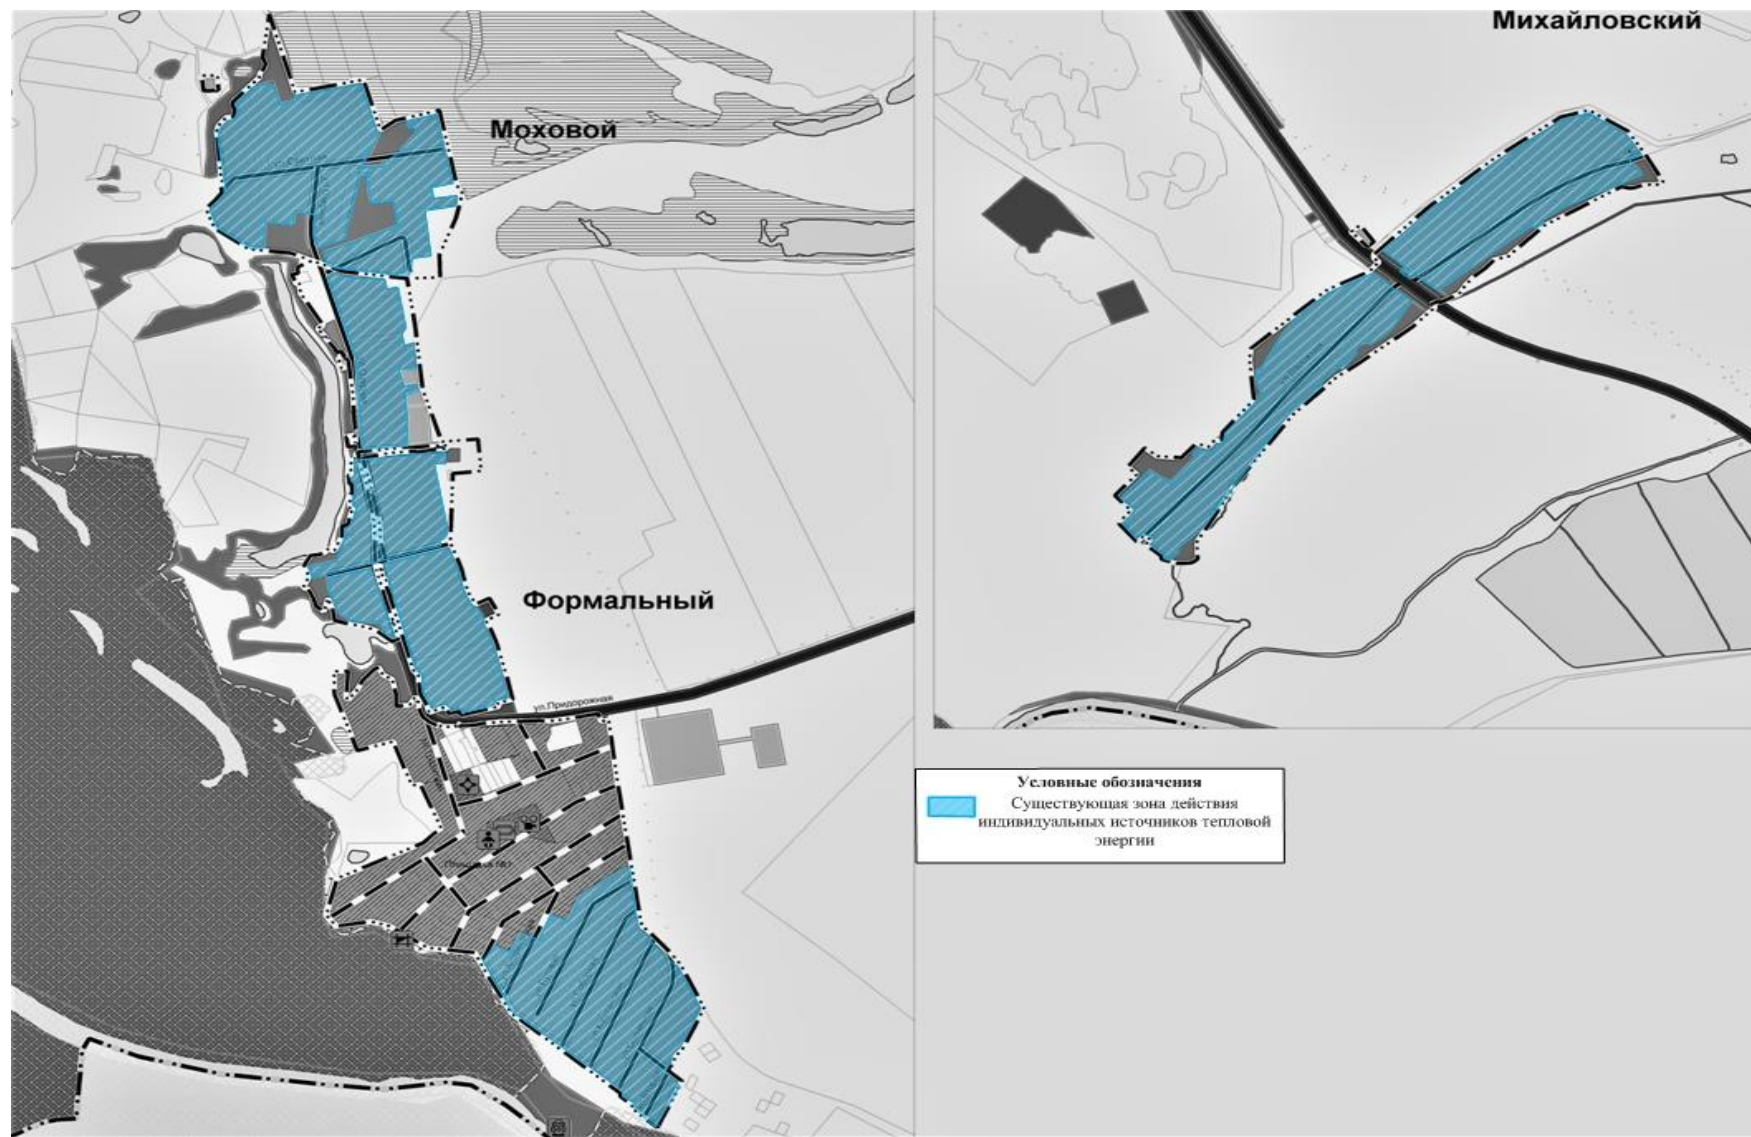 Михайловский
Моховой
Формальный
ул.Придорожная
Условные обозначения
Существующая зона действия
индивидуальных источников тепловой
энергии